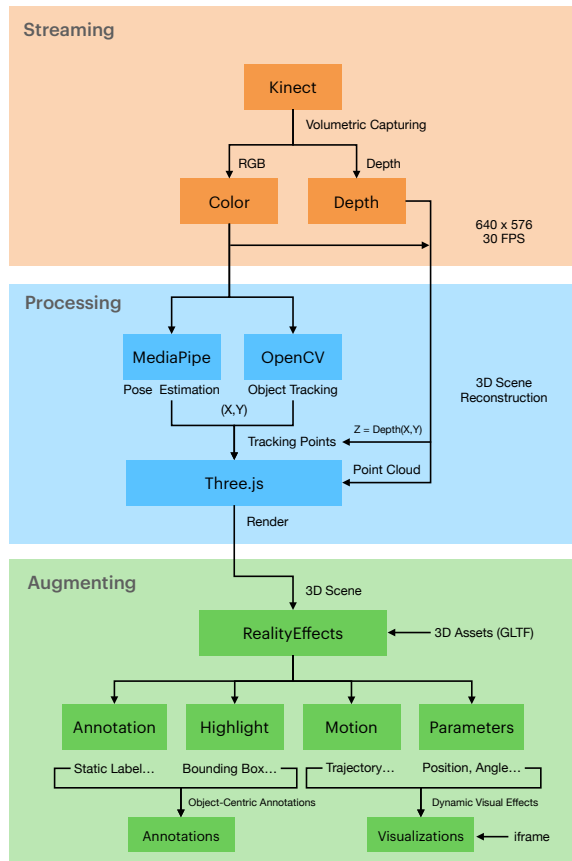 Streaming
Kinect
Volumetric Capturing
RGB
Depth
Color
Depth
640 x 576
30 FPS
Processing
MediaPipe
OpenCV
Pose Estimation
Object Tracking
3D Scene
Reconstruction
(X,Y)
Z = Depth(X,Y)
Tracking Points
Point Cloud
Three.js
Render
Augmenting
3D Scene
RealityEffects
3D Assets (GLTF)
Annotation
Highlight
Motion
Parameters
Static Label...
Bounding Box...
Trajectory...
Position, Angle...
Object-Centric Annotations
Dynamic Visual Effects
Annotations
Visualizations
iframe